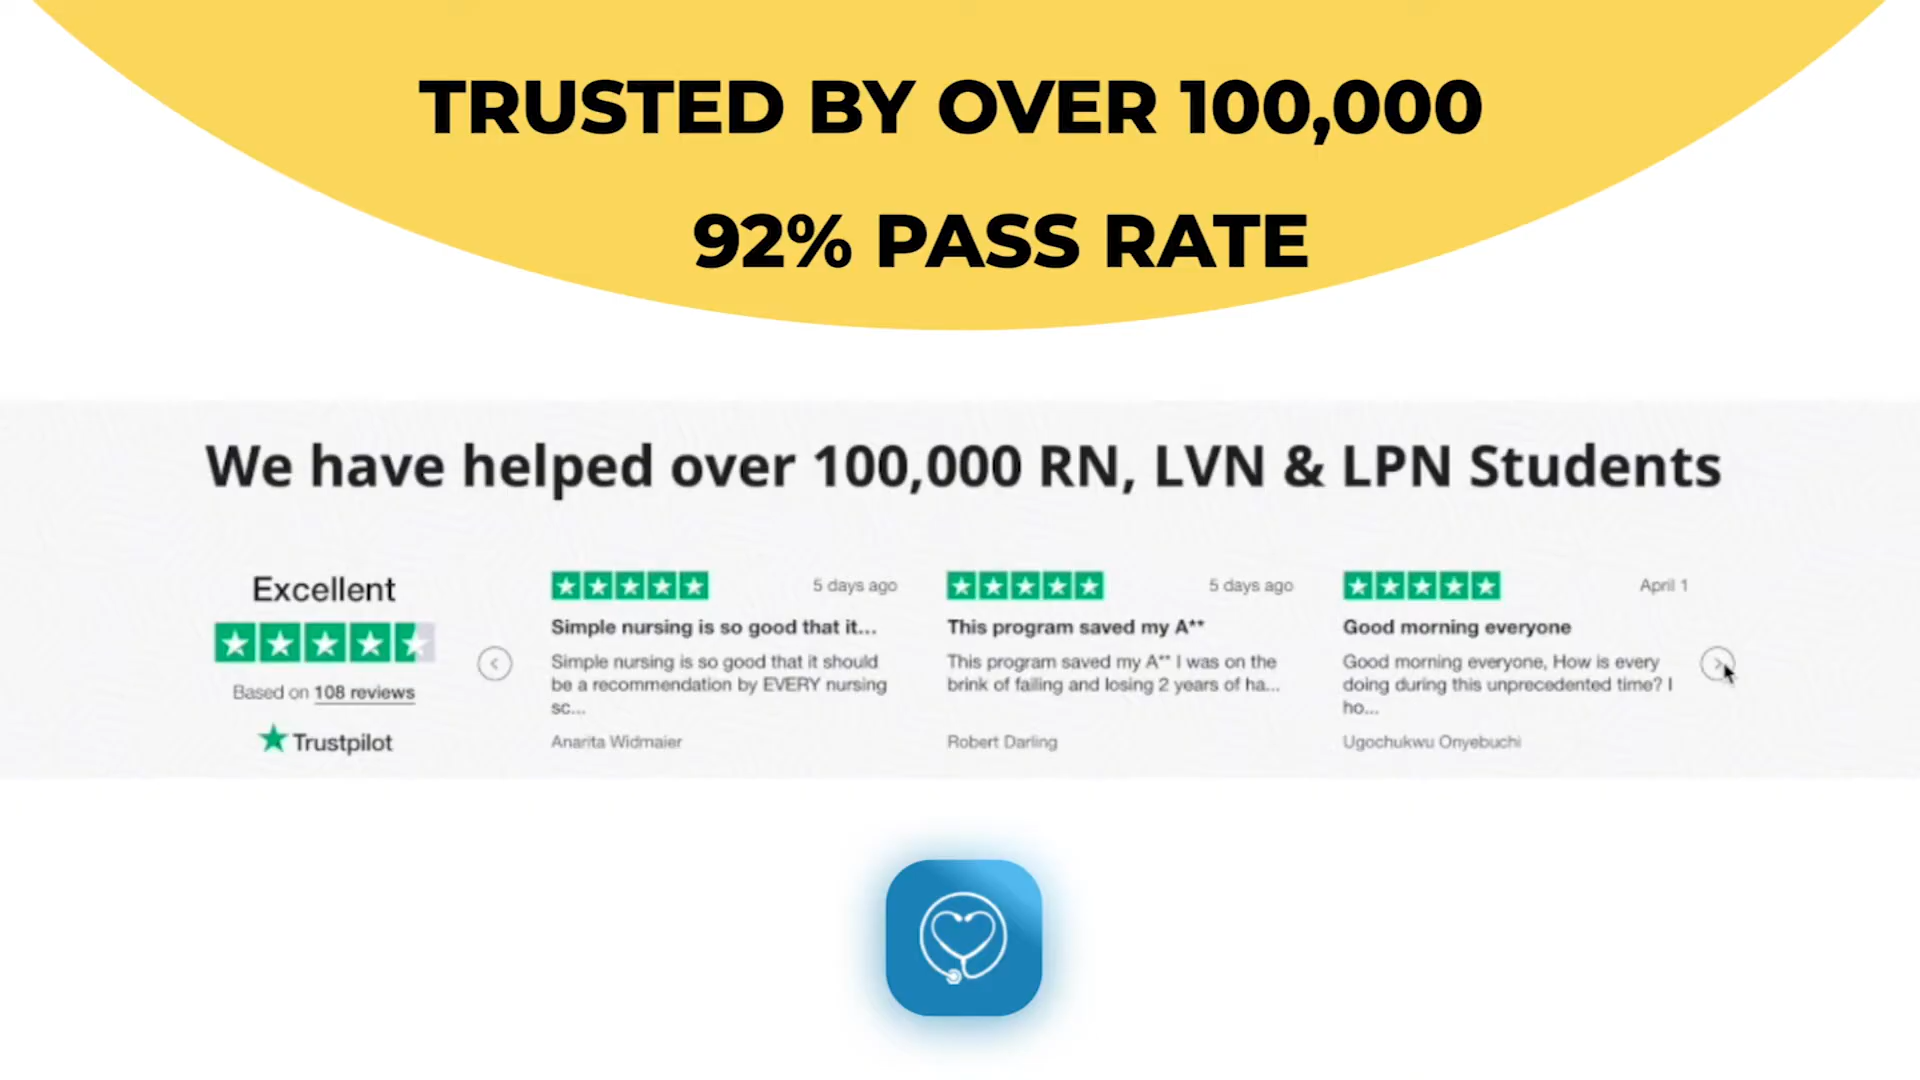 TRUSTED BY OVER 100,000
92% PASS RATE
We have helped over 100,000 RN, LVN & LPN Students
Excellent
Based on 108 reviews
Trustpilot
5 days ago
Simple nursing is so good that it...
Simple nursing is so good that it should
be a recommendation by EVERY nursing
sc...
Anarita Widmaier
5 days ago
This program saved my A**
This program saved my A** I was on the
brink of failing and losing 2 years of ha...
Robert Darling
April 1
Good morning everyone
Good morning everyone, How is every
doing during this unprecedented time? I
ho...
Ugochukwu Onyebuchi